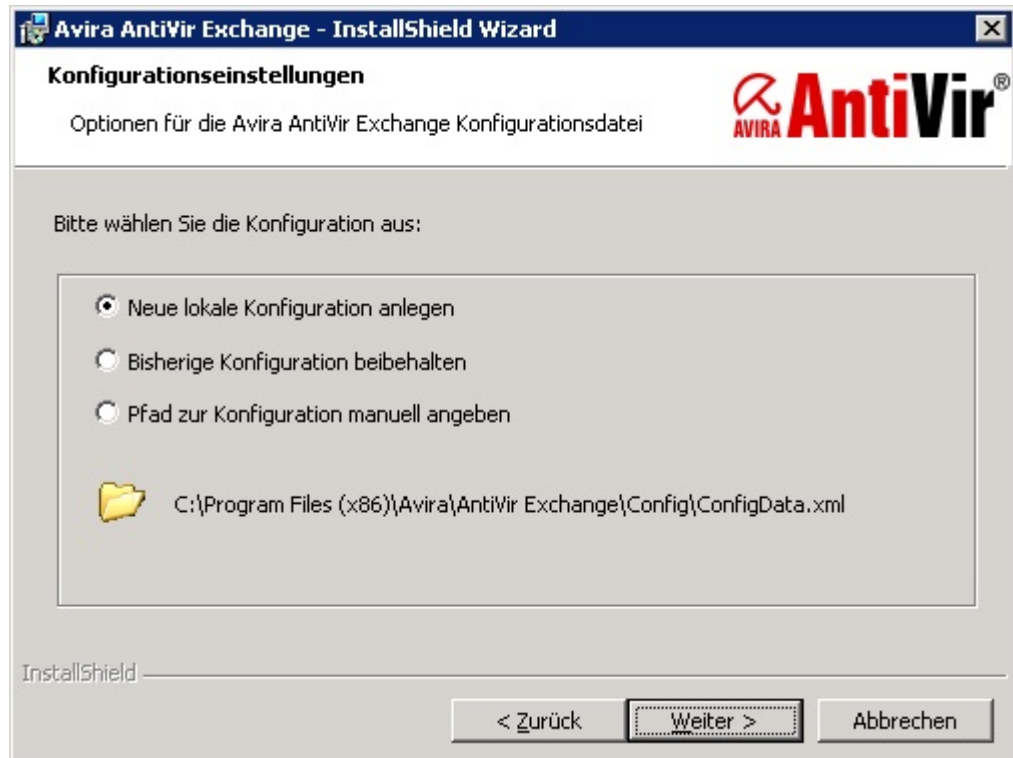 Avira AntiVir Exchange - InstallShield Wizard
Konfigurationseinstellungen
Optionen für die Avira AntiVir Exchange Konfigurationsdatei
AVIRA AntiVir®
Bitte wählen Sie die Konfiguration aus:
Neue lokale Konfiguration anlegen
Bisherige Konfiguration beibehalten
Pfad zur Konfiguration manuell angeben
C:\Program Files (x86)\Avira\AntiVir Exchange\Config\ConfigData.xml
InstallShield
< Zurück Weiter > Abbrechen